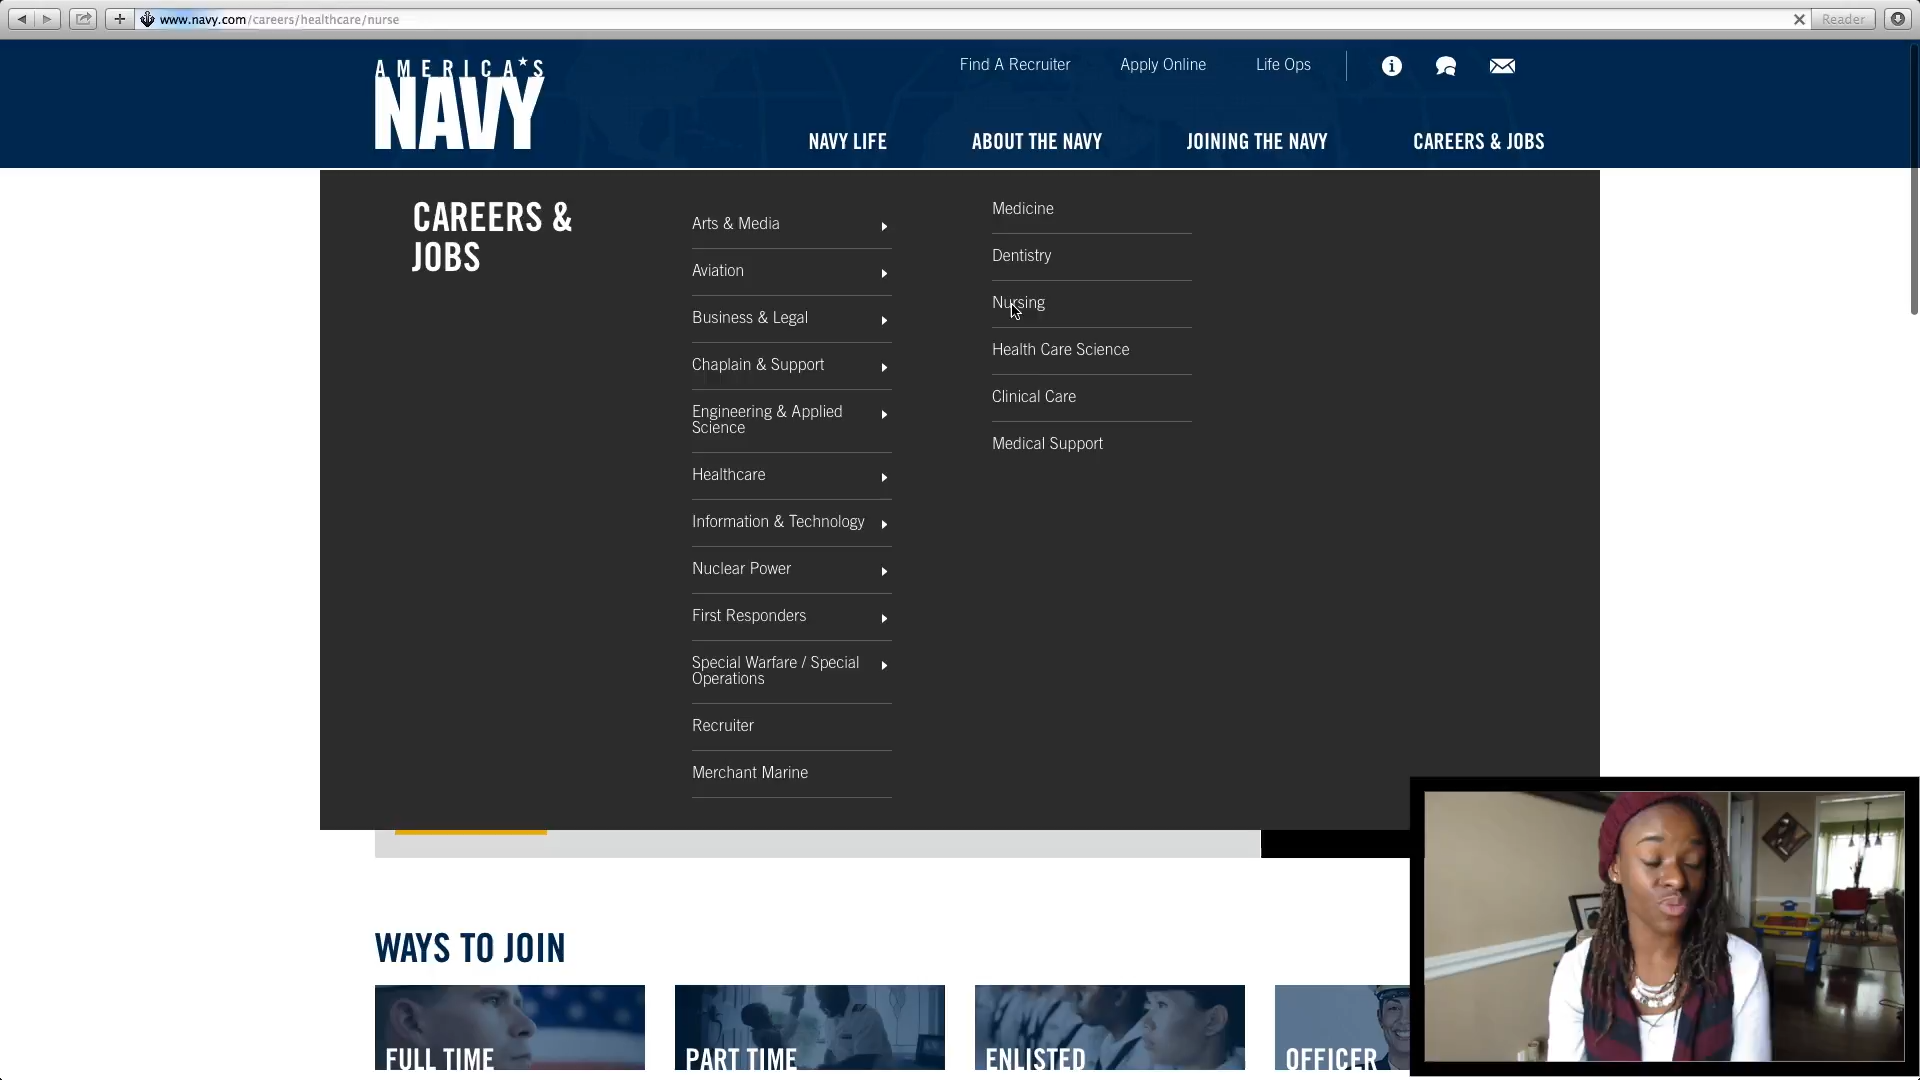 www.navy.com/careers/healthcare/nurse
Reader
AMERICA'S
NAVY
Find A Recruiter
Apply Online
Life Ops
NAVY LIFE
ABOUT THE NAVY
JOINING THE NAVY
CAREERS & JOBS
CAREERS &
JOBS
Arts & Media
Aviation
Business & Legal
Chaplain & Support
Engineering & Applied
Science
Healthcare
Information & Technology
Nuclear Power
First Responders
Special Warfare / Special
Operations
Recruiter
Merchant Marine
Medicine
Dentistry
Nursing
Health Care Science
Clinical Care
Medical Support
WAYS TO JOIN
FULL TIME
PART TIME
ENLISTED
OFFICER